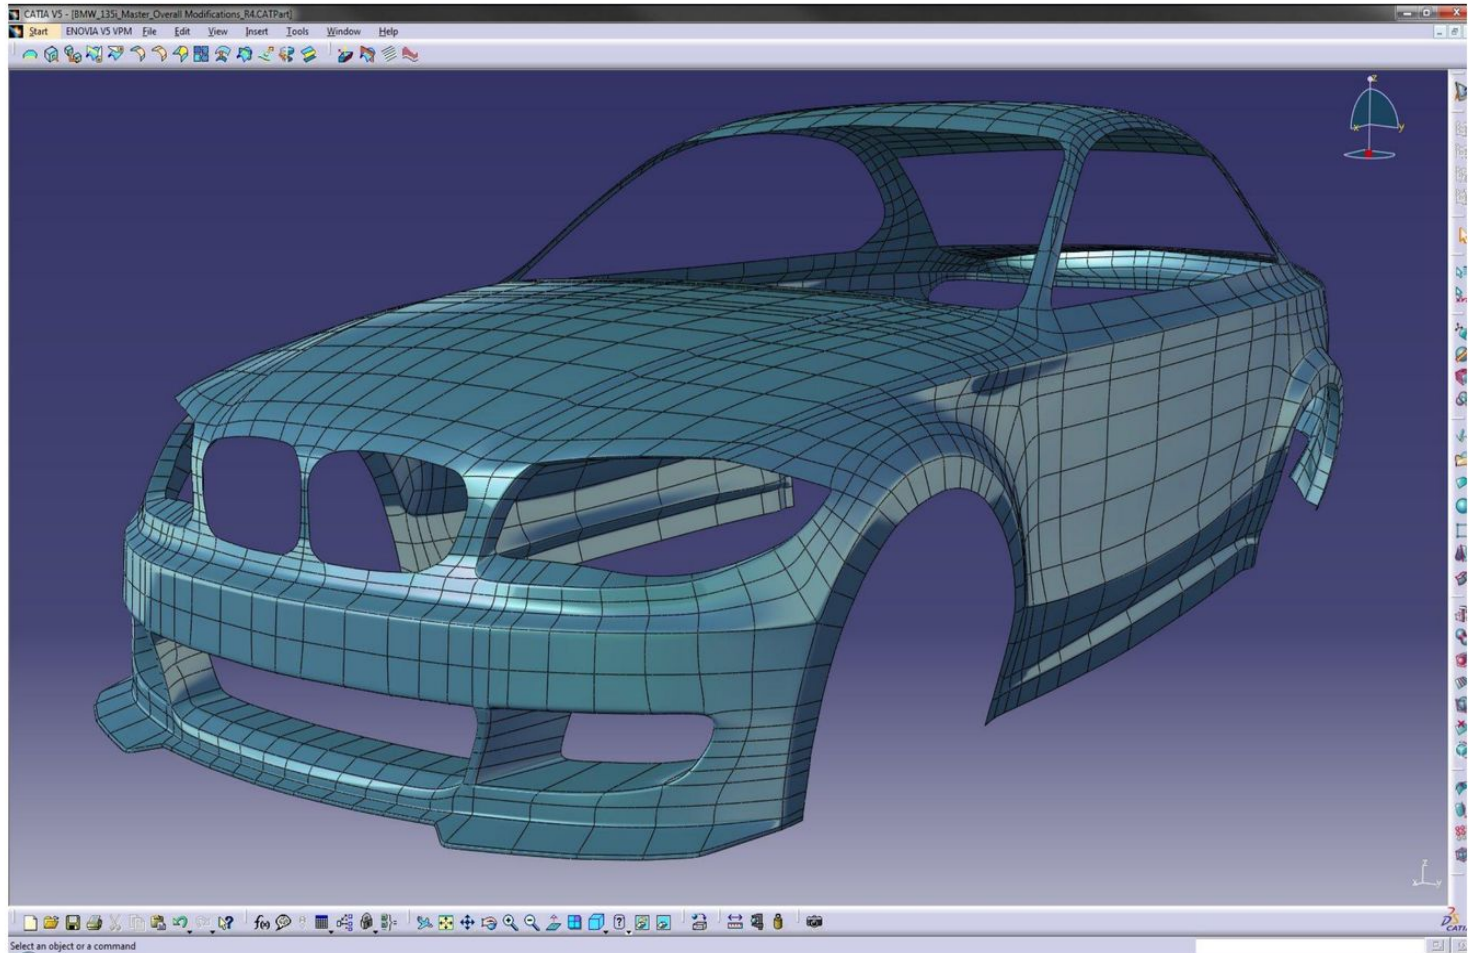 CATIA V5 - [BMW_135i_Master_Overall Modifications_R4.CATPart]
Start ENOVIA V5 VPM File Edit View Insert Tools Window Help
z
x y
z
x y
f(x)
CATIA
Select an object or a command